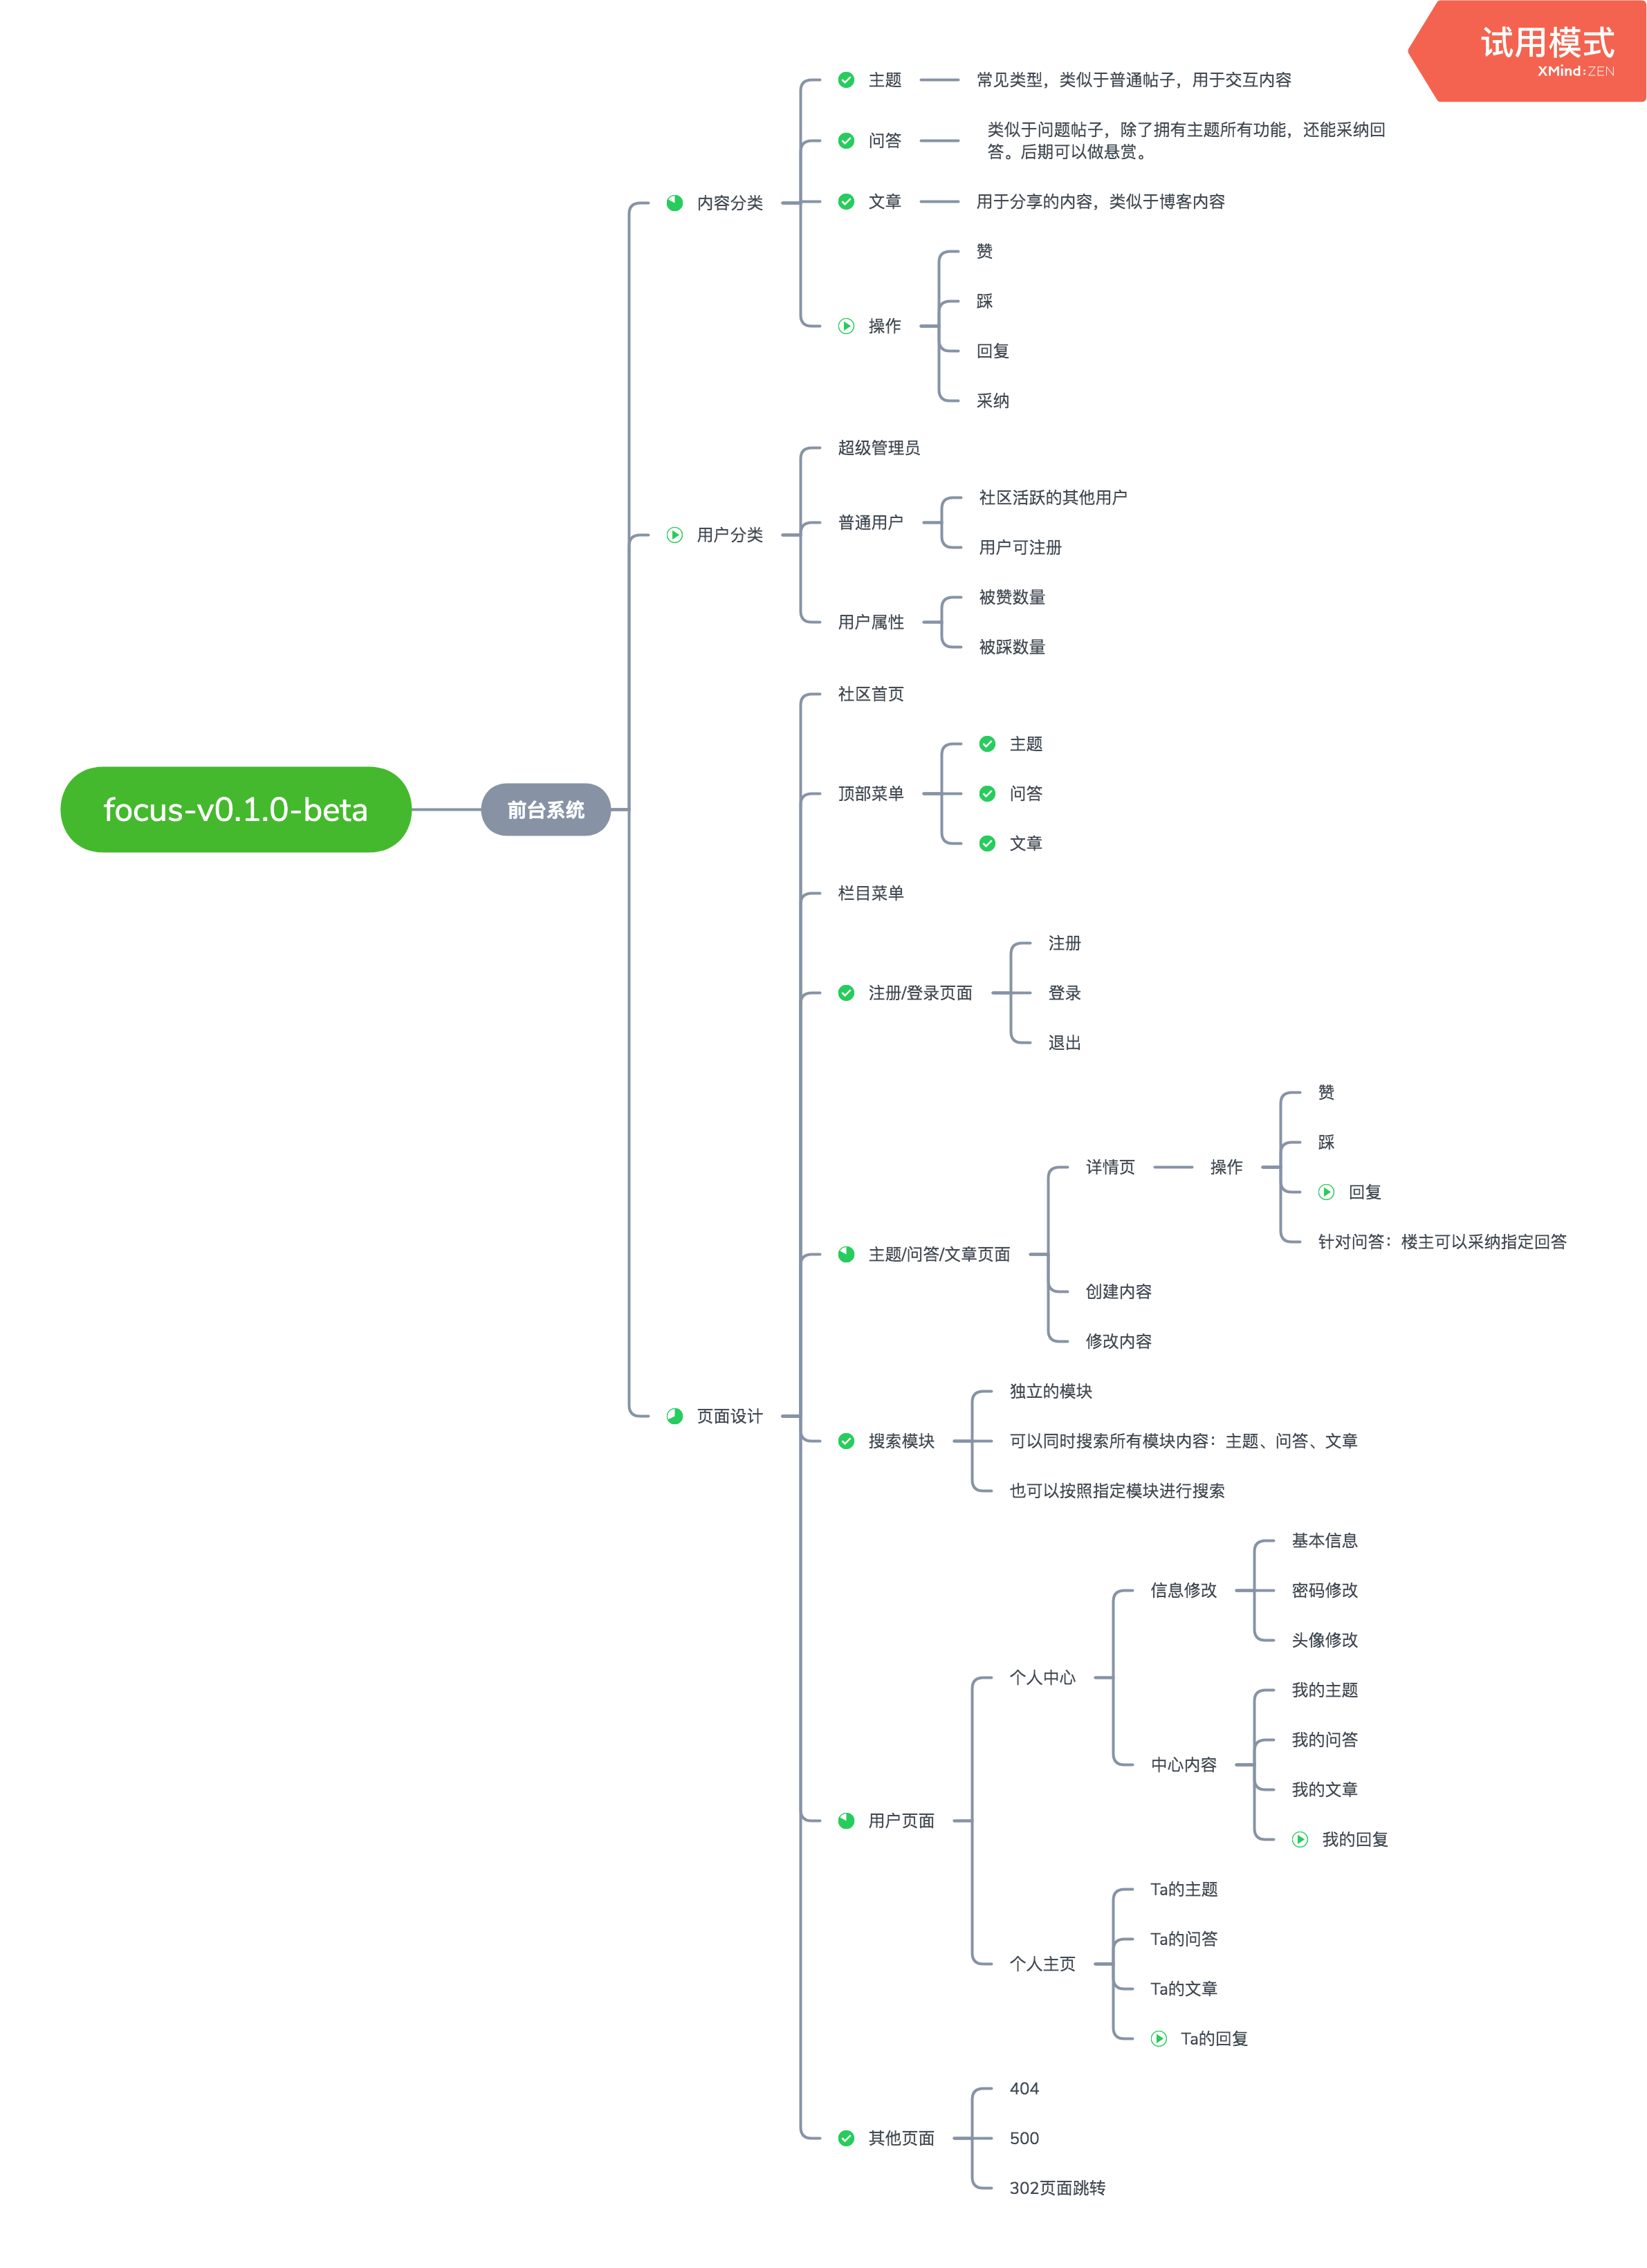 试用模式
XMind:ZEN
focus-v0.1.0-beta
前台系统
内容分类
主题
常见类型，类似于普通帖子，用于交互内容
问答
类似于问题帖子，除了拥有主题所有功能，还能采纳回
答。后期可以做悬赏。
文章
用于分享的内容，类似于博客内容
操作
赞
踩
回复
采纳
用户分类
超级管理员
普通用户
社区活跃的其他用户
用户可注册
用户属性
被赞数量
被踩数量
页面设计
社区首页
顶部菜单
主题
问答
文章
栏目菜单
注册/登录页面
注册
登录
退出
主题/问答/文章页面
详情页
操作
赞
踩
回复
针对问答：楼主可以采纳指定回答
创建内容
修改内容
搜索模块
独立的模块
可以同时搜索所有模块内容：主题、问答、文章
也可以按照指定模块进行搜索
用户页面
个人中心
信息修改
基本信息
密码修改
头像修改
中心内容
我的主题
我的问答
我的文章
我的回复
个人主页
Ta的主题
Ta的问答
Ta的文章
Ta的回复
其他页面
404
500
302页面跳转